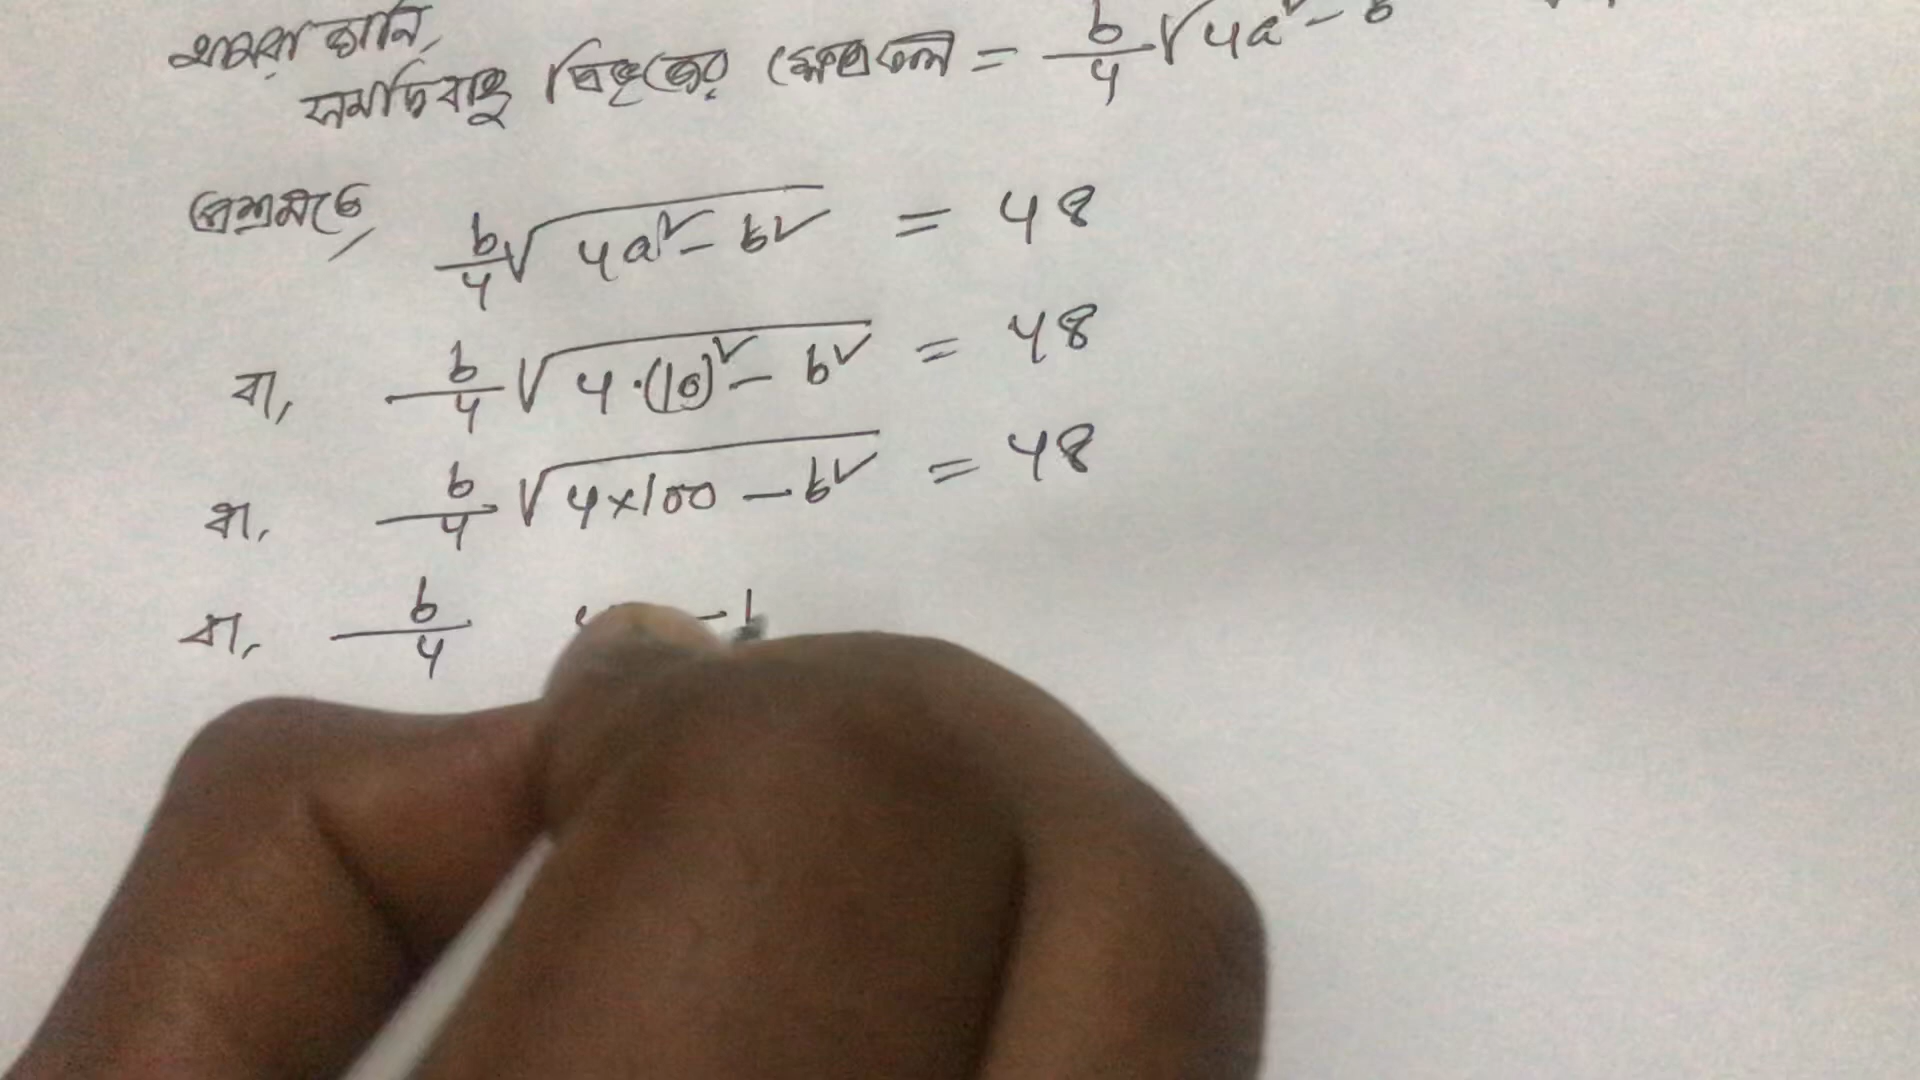 আমরা জানি,
সমদ্বিবাহু ত্রিভুজের ক্ষেত্রফল = b/4 √4a² - b
প্রশ্নমতে, b/4 √4a² - b² = 48
বা, b/4 √4·(10)² - b² = 48
বা, b/4 √4×100 - b² = 48
বা, b/4